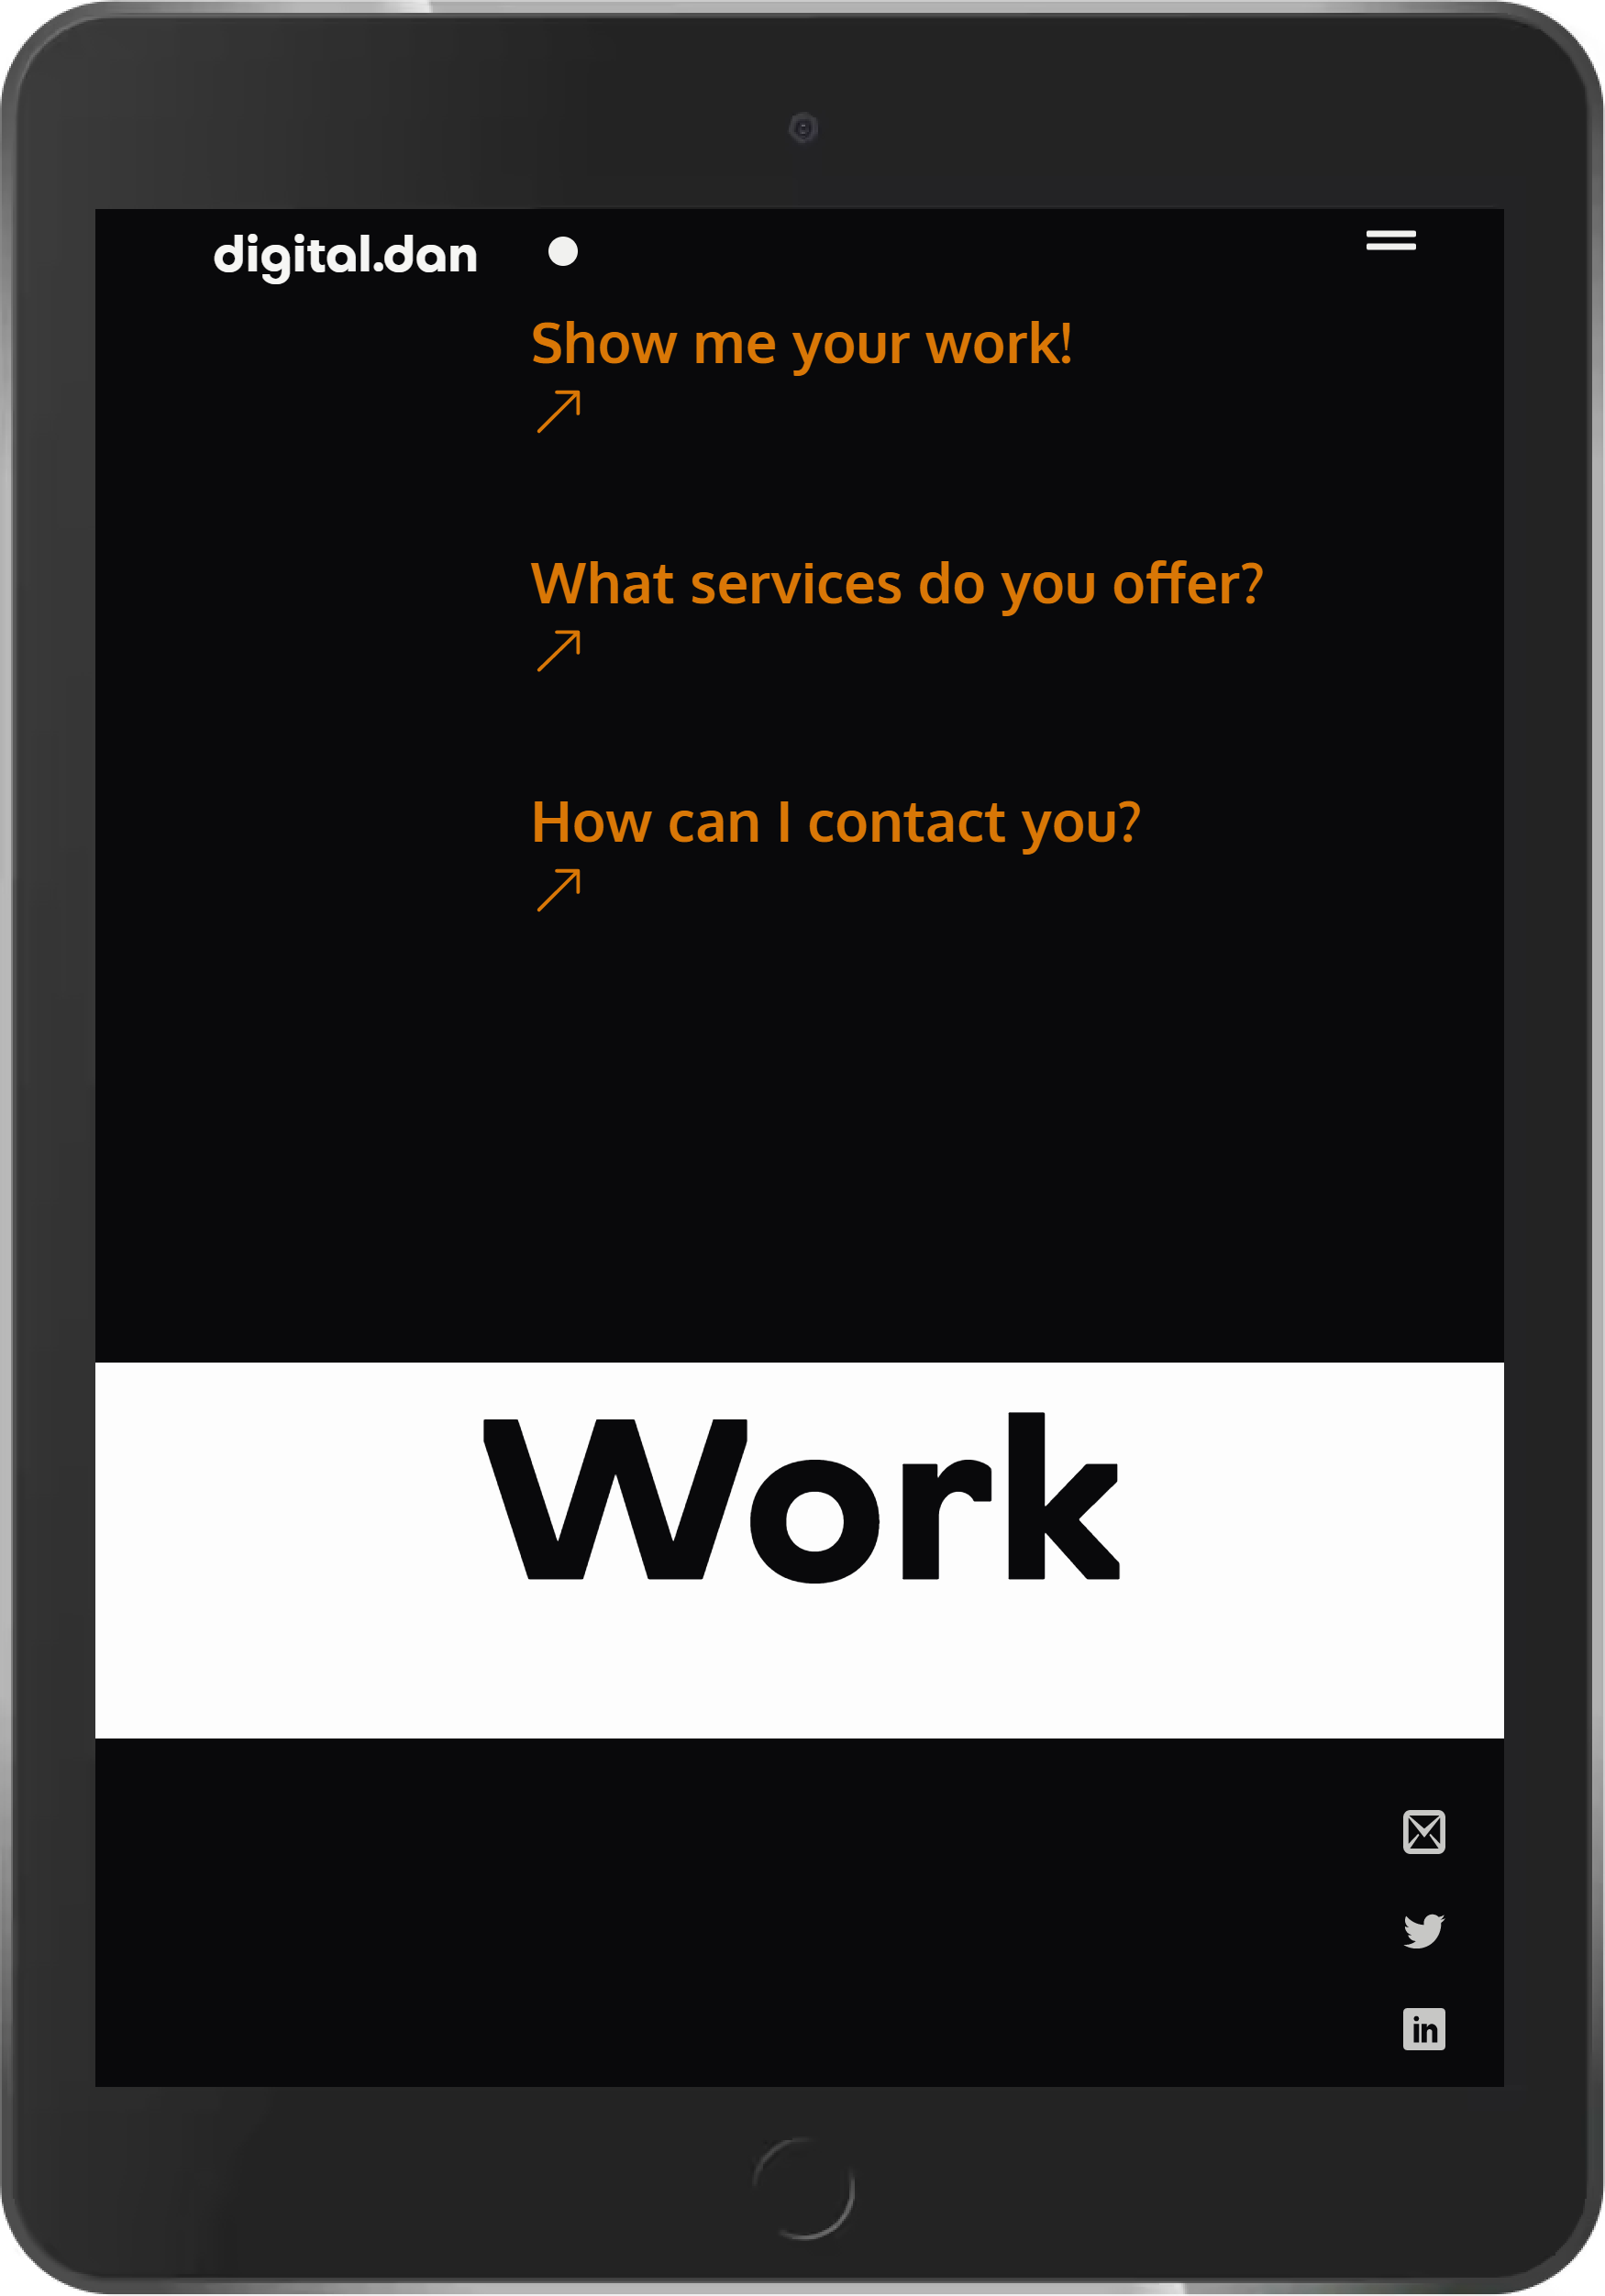 digital.dan
Show me your work!
What services do you offer?
How can I contact you?
Work
in